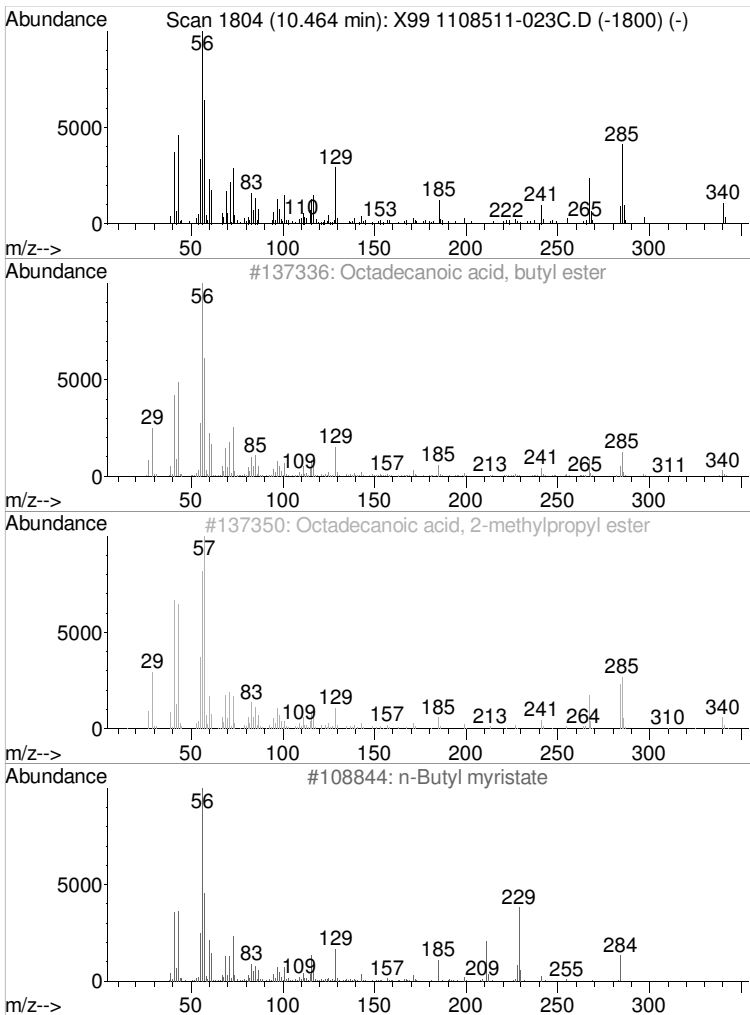 Abundance Scan 1804 (10.464 min): X99 1108511-023C.D (-1800) (-)
56
5000
285
129
83 185
110 153 222 241 265 340
0
50 100 150 200 250 300
m/z-->
Abundance #137336: Octadecanoic acid, butyl ester
56
5000
29
85 129 285
109 157 185 213 241 265 311 340
0
50 100 150 200 250 300
m/z-->
Abundance #137350: Octadecanoic acid, 2-methylpropyl ester
57
5000
29 285
83 129
109 157 185 213 241 264 310 340
0
50 100 150 200 250 300
m/z-->
Abundance #108844: n-Butyl myristate
56
5000
229
129
83 185 284
109 157 209 255
0
50 100 150 200 250 300
m/z-->